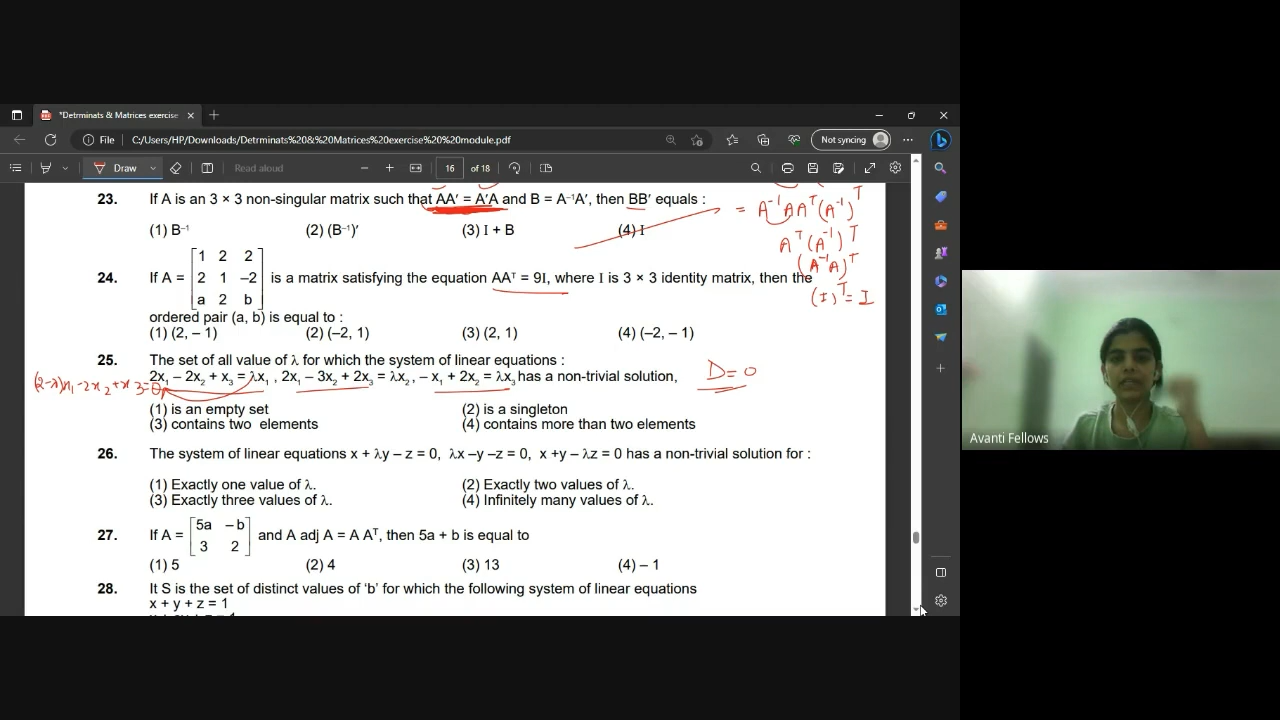 *Detrminats & Matrices exercise
File
C:/Users/HP/Downloads/Detrminats%20&%20Matrices%20exercise%20%20module.pdf
Not syncing
Draw
Read aloud
16
of 18
23. If A is an 3 × 3 non-singular matrix such that AA′ = A′A and B = A⁻¹A′, then BB′ equals :
= A⁻¹AAᵀ(A⁻¹)ᵀ
(1) B⁻¹ (2) (B⁻¹)′ (3) I + B (4) I
Aᵀ(A⁻¹)ᵀ
(A⁻¹A)ᵀ
(I)ᵀ = I
1 2 2
24. If A = 2 1 −2 is a matrix satisfying the equation AAᵀ = 9I, where I is 3 × 3 identity matrix, then the
a 2 b
ordered pair (a, b) is equal to :
(1) (2, − 1) (2) (−2, 1) (3) (2, 1) (4) (−2, − 1)
25. The set of all value of λ for which the system of linear equations :
2x₁ − 2x₂ + x₃ = λx₁ , 2x₁ − 3x₂ + 2x₃ = λx₂, − x₁ + 2x₂ = λx₃ has a non-trivial solution,
D = 0
(2-λ)x₁ -2x₂ +x3=0
(1) is an empty set (2) is a singleton
(3) contains two elements (4) contains more than two elements
26. The system of linear equations x + λy – z = 0, λx –y –z = 0, x +y – λz = 0 has a non-trivial solution for :
(1) Exactly one value of λ. (2) Exactly two values of λ.
(3) Exactly three values of λ. (4) Infinitely many values of λ.
5a −b
27. If A = and A adj A = A Aᵀ, then 5a + b is equal to
3 2
(1) 5 (2) 4 (3) 13 (4) – 1
28. It S is the set of distinct values of ‘b’ for which the following system of linear equations
x + y + z = 1
Avanti Fellows